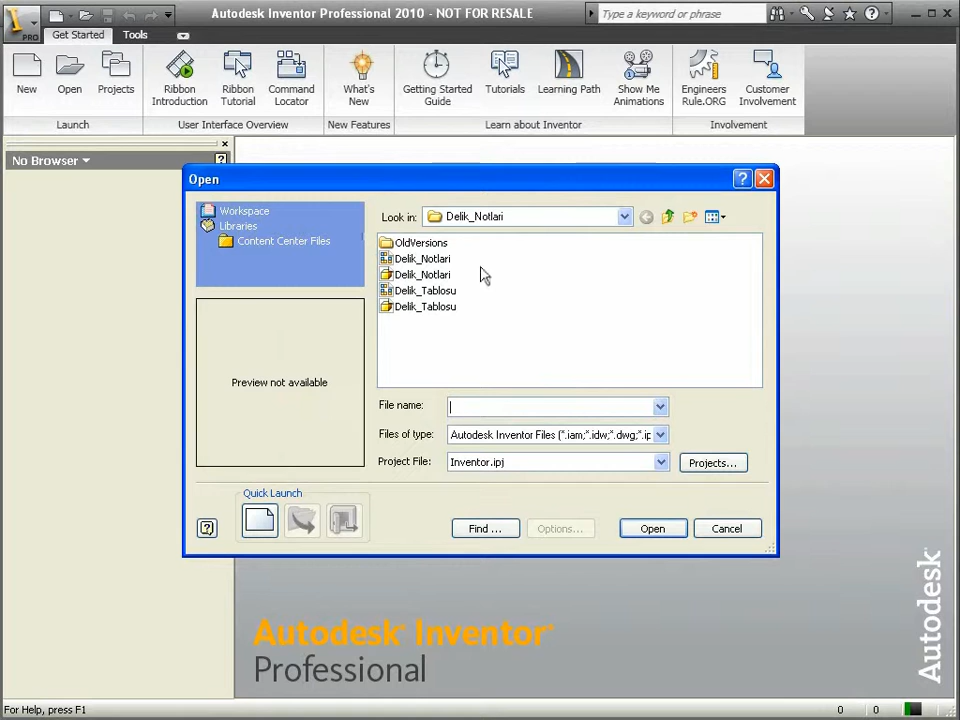 PRO
Autodesk Inventor Professional 2010 - NOT FOR RESALE
Type a keyword or phrase
Get Started
Tools
New
Open
Projects
Launch
Ribbon
Introduction
Ribbon
Tutorial
Command
Locator
User Interface Overview
What's
New
New Features
Getting Started
Guide
Tutorials
Learning Path
Show Me
Animations
Learn about Inventor
Engineers
Rule.ORG
Customer
Involvement
Involvement
No Browser
Open
Workspace
Libraries
Content Center Files
Preview not available
Look in:
Delik_Notlari
OldVersions
Delik_Notlari
Delik_Notlari
Delik_Tablosu
Delik_Tablosu
File name:
Files of type:
Autodesk Inventor Files (*.iam;*.idw;*.dwg;*.ip
Project File:
Inventor.ipj
Projects...
Quick Launch
Find ...
Options...
Open
Cancel
Autodesk Inventor
Professional
Autodesk
For Help, press F1
0
0